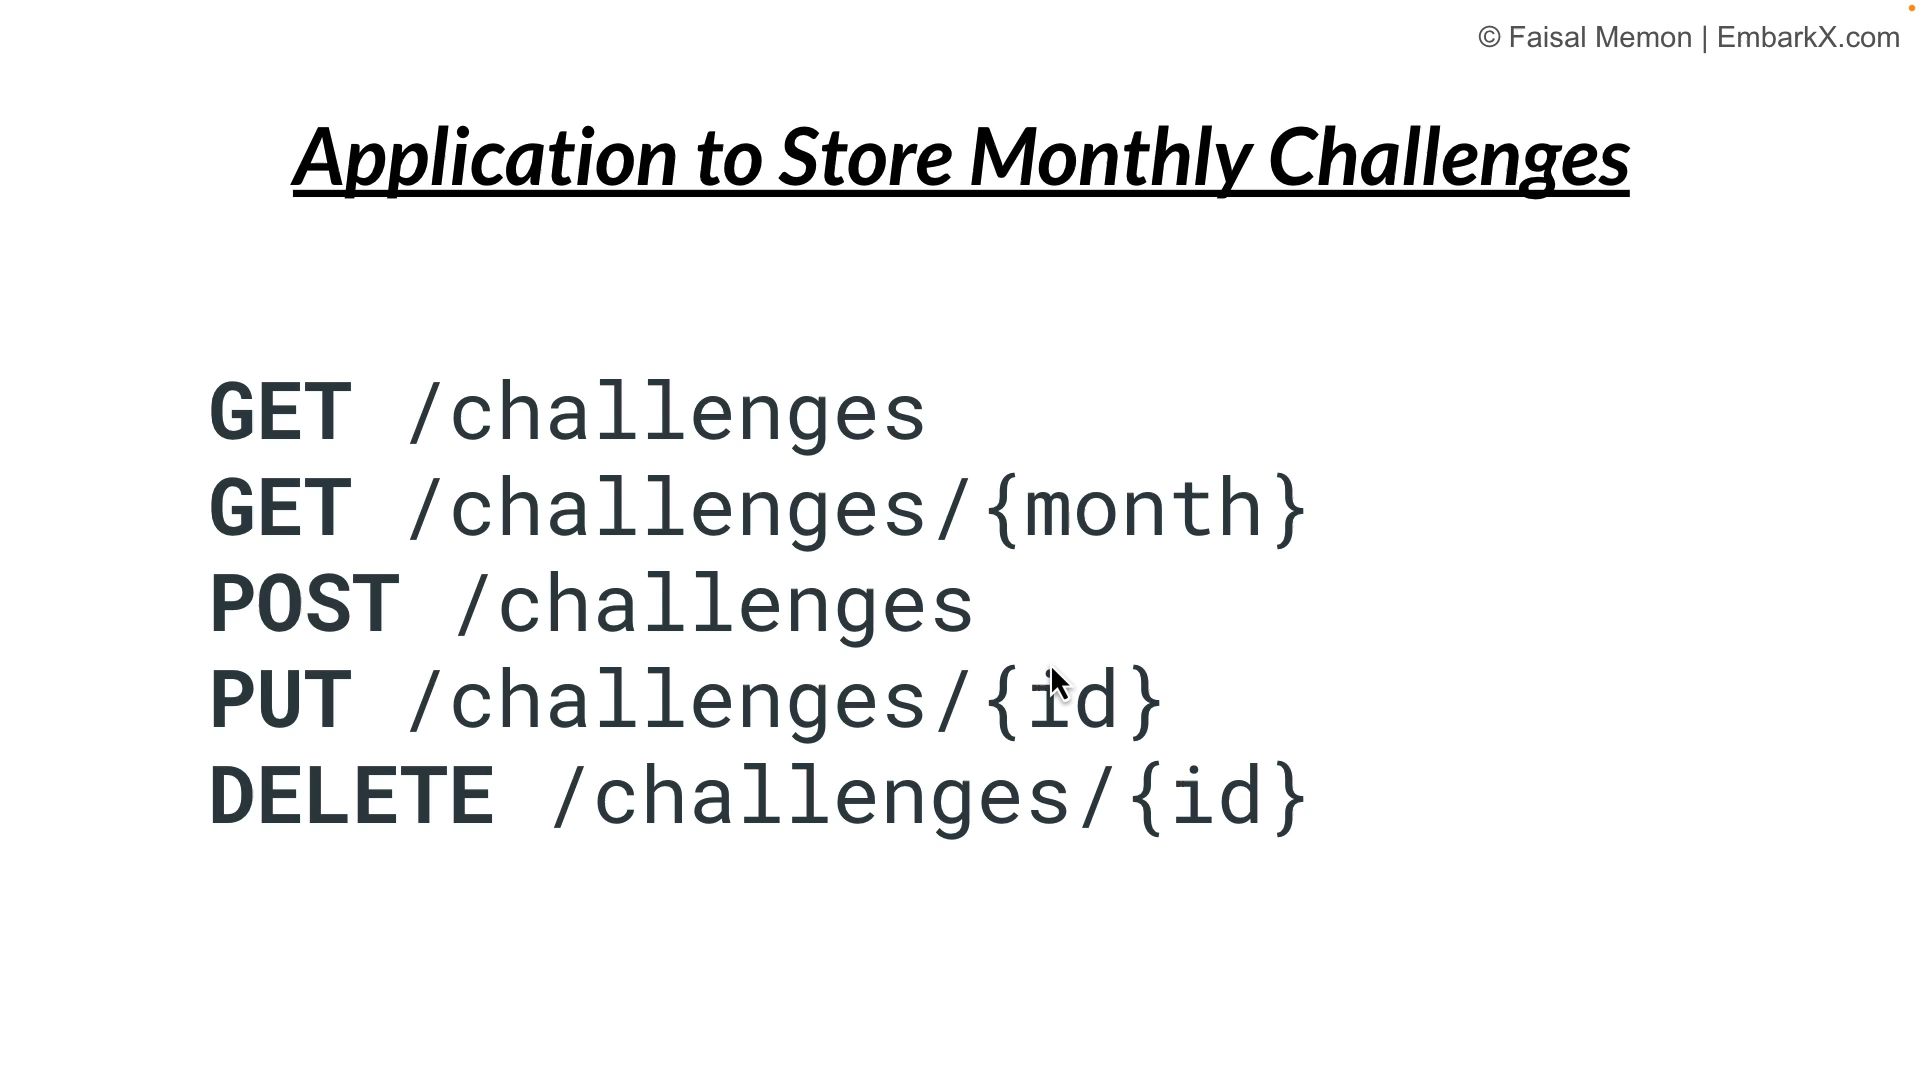 © Faisal Memon | EmbarkX.com
Application to Store Monthly Challenges
GET /challenges
GET /challenges/{month}
POST /challenges
PUT /challenges/{id}
DELETE /challenges/{id}